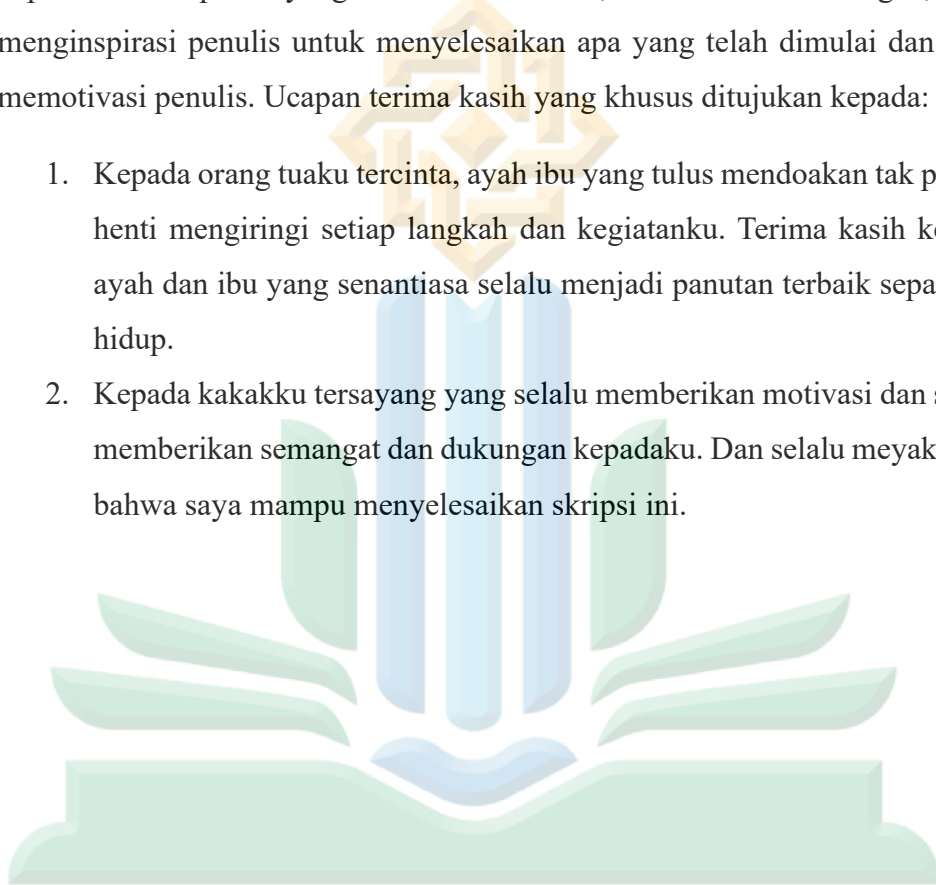 menginspirasi penulis untuk menyelesaikan apa yang telah dimulai dan
memotivasi penulis. Ucapan terima kasih yang khusus ditujukan kepada:
1. Kepada orang tuaku tercinta, ayah ibu yang tulus mendoakan tak
henti mengiringi setiap langkah dan kegiatanku. Terima kasih
ayah dan ibu yang senantiasa selalu menjadi panutan terbaik
hidup.
2. Kepada kakakku tersayang yang selalu memberikan motivasi dan
memberikan semangat dan dukungan kepadaku. Dan selalu
bahwa saya mampu menyelesaikan skripsi ini.